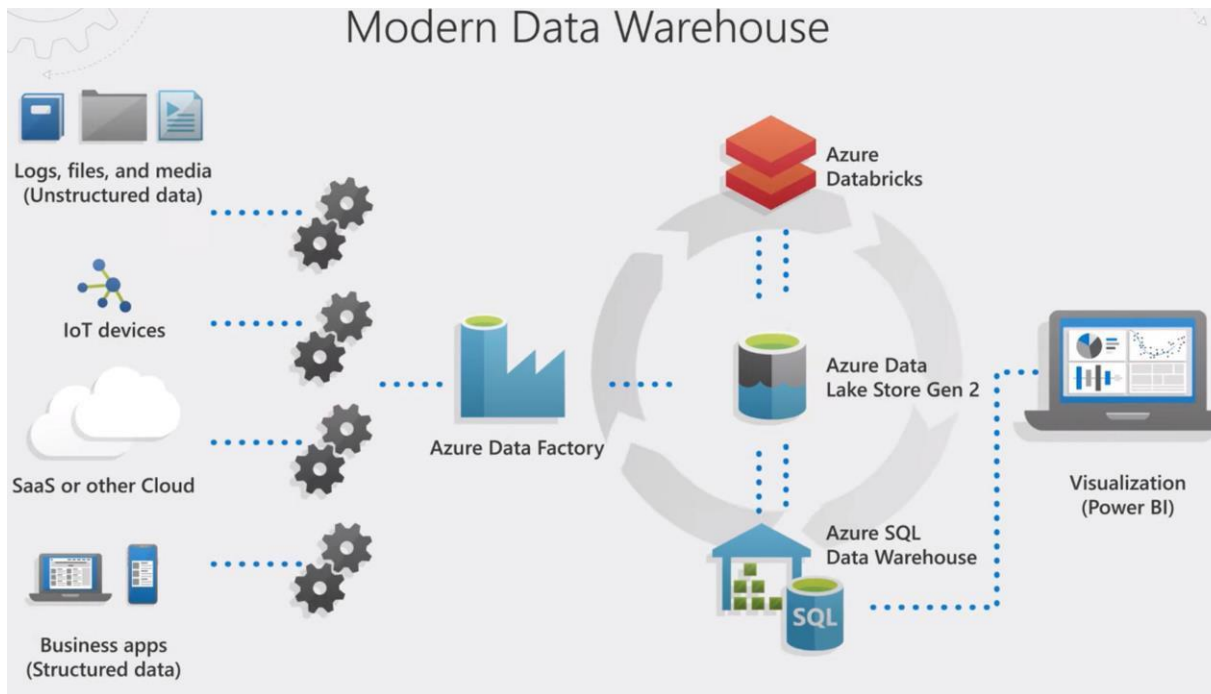 Modern Data Warehouse
Logs, files, and media
(Unstructured data)
IoT devices
SaaS or other Cloud
Business apps
(Structured data)
Azure Data Factory
Azure
Databricks
Azure Data
Lake Store Gen 2
Azure SQL
Data Warehouse
SQL
Visualization
(Power BI)